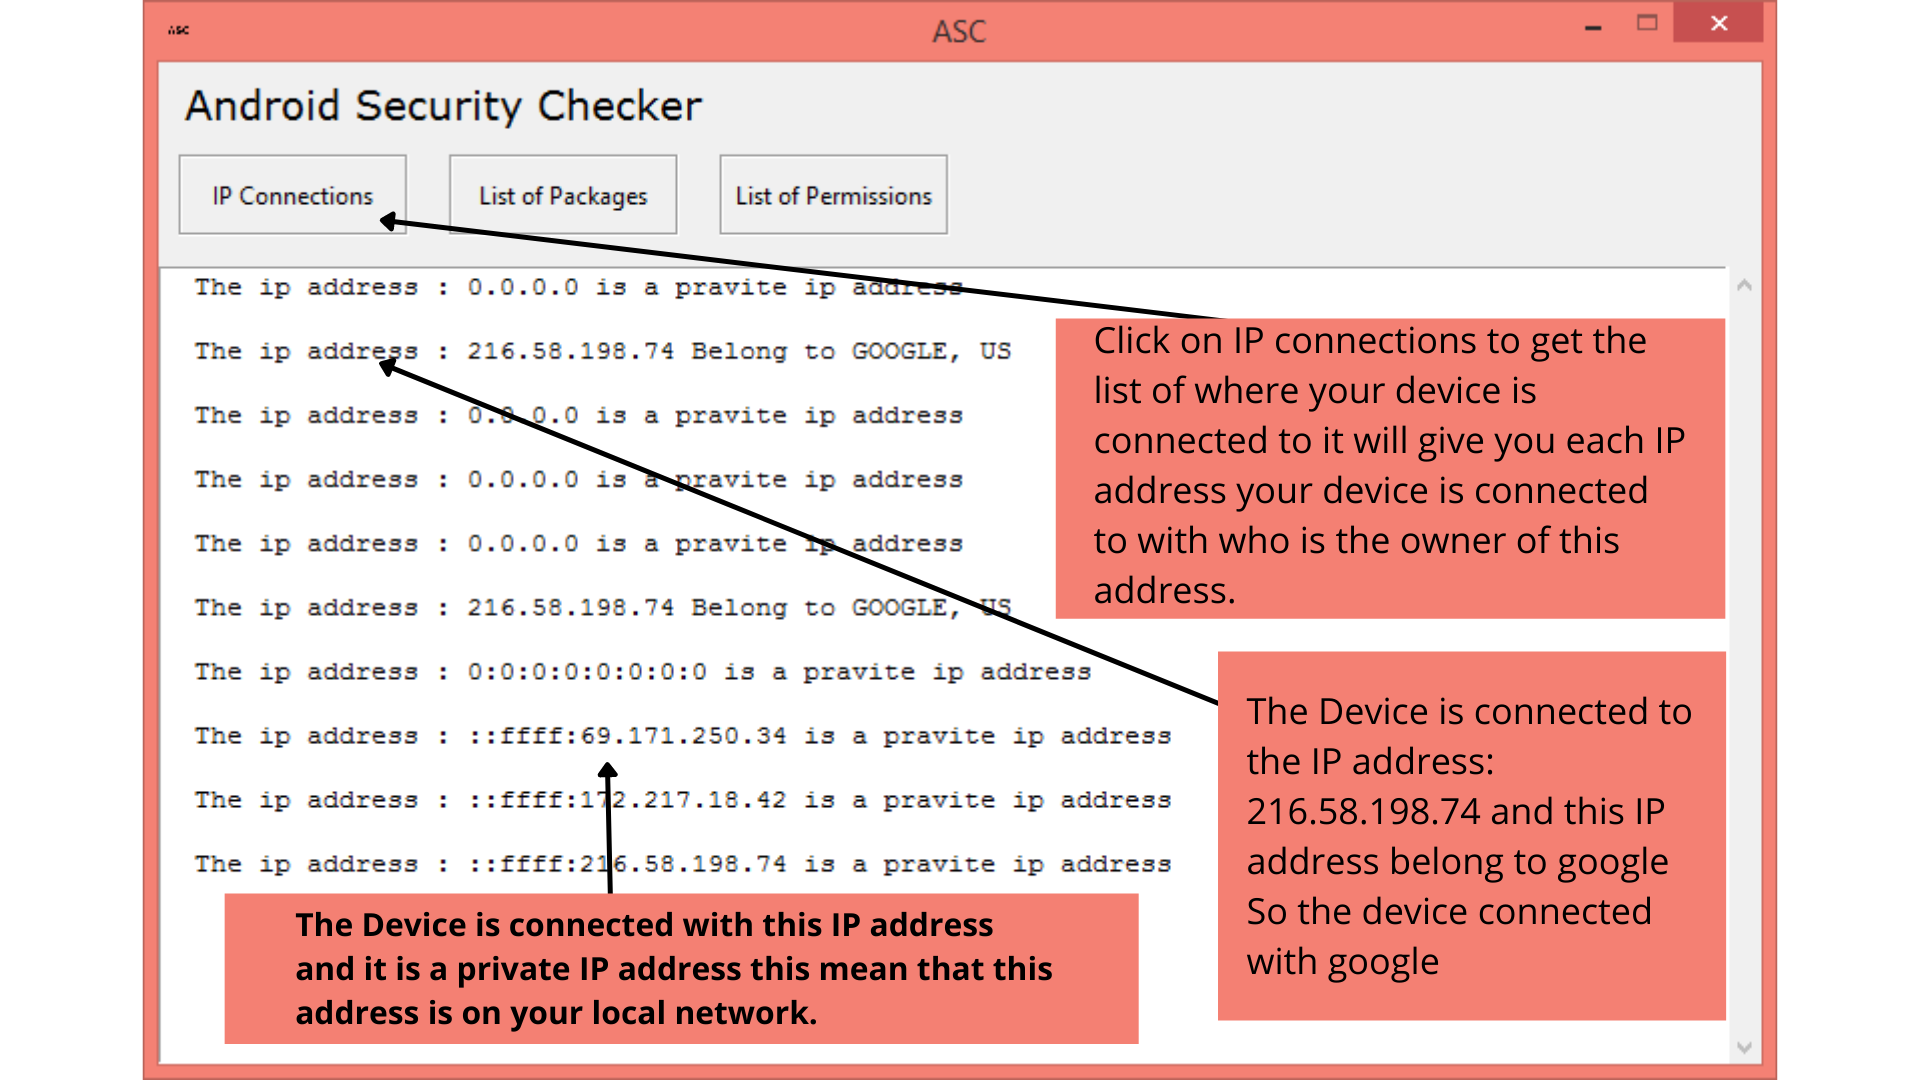 ASC
ASC
Android Security Checker
IP Connections
List of Packages
List of Permissions
The ip address : 0.0.0.0 is a pravite ip address
The ip address : 216.58.198.74 Belong to GOOGLE, US
The ip address : 0.0.0.0 is a pravite ip address
The ip address : 0.0.0.0 is a pravite ip address
The ip address : 0.0.0.0 is a pravite ip address
The ip address : 216.58.198.74 Belong to GOOGLE, US
The ip address : 0:0:0:0:0:0:0:0 is a pravite ip address
The ip address : ::ffff:69.171.250.34 is a pravite ip address
The ip address : ::ffff:172.217.18.42 is a pravite ip address
The ip address : ::ffff:216.58.198.74 is a pravite ip address
Click on IP connections to get the
list of where your device is
connected to it will give you each IP
address your device is connected
to with who is the owner of this
address.
The Device is connected to
the IP address:
216.58.198.74 and this IP
address belong to google
So the device connected
with google
The Device is connected with this IP address
and it is a private IP address this mean that this
address is on your local network.